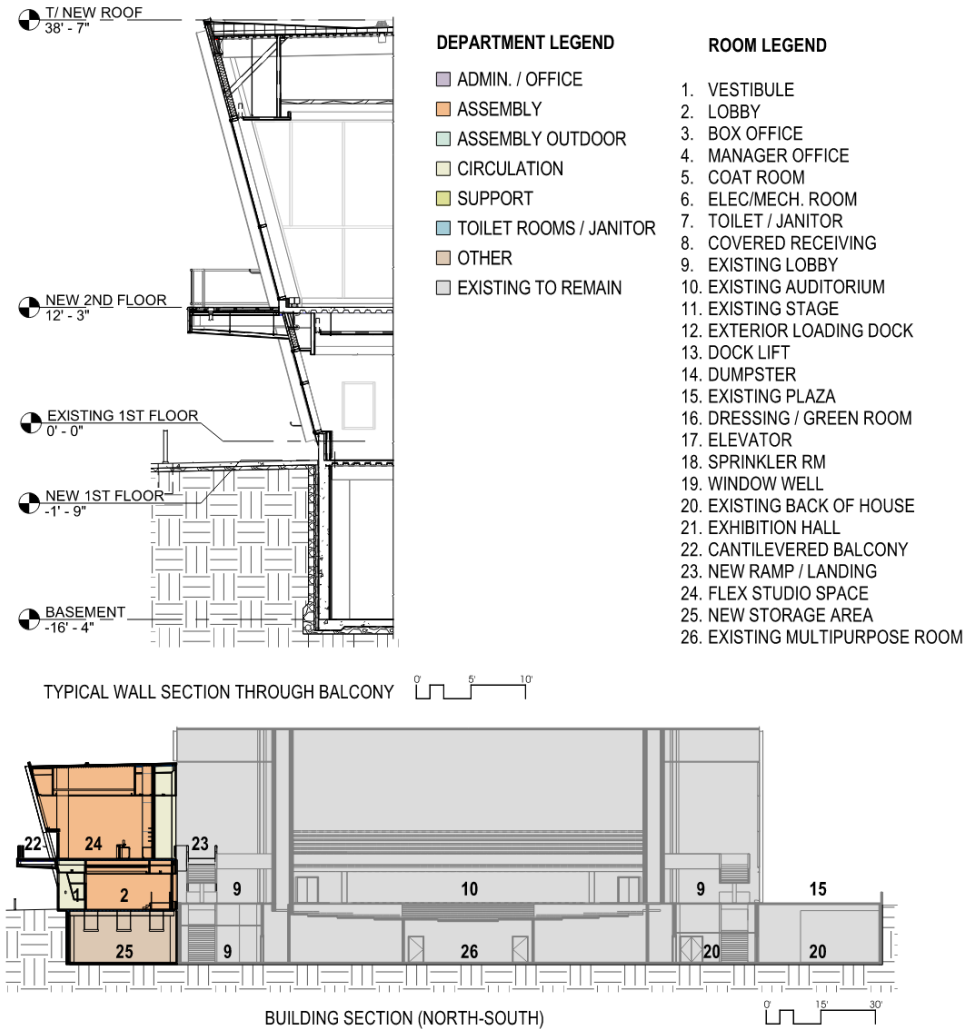 T/ NEW ROOF
38' - 7"
NEW 2ND FLOOR
12' - 3"
EXISTING 1ST FLOOR
0' - 0"
NEW 1ST FLOOR
-1' - 9"
BASEMENT
-16' - 4"
DEPARTMENT LEGEND
ADMIN. / OFFICE
ASSEMBLY
ASSEMBLY OUTDOOR
CIRCULATION
SUPPORT
TOILET ROOMS / JANITOR
OTHER
EXISTING TO REMAIN
ROOM LEGEND
1. VESTIBULE
2. LOBBY
3. BOX OFFICE
4. MANAGER OFFICE
5. COAT ROOM
6. ELEC/MECH. ROOM
7. TOILET / JANITOR
8. COVERED RECEIVING
9. EXISTING LOBBY
10. EXISTING AUDITORIUM
11. EXISTING STAGE
12. EXTERIOR LOADING DOCK
13. DOCK LIFT
14. DUMPSTER
15. EXISTING PLAZA
16. DRESSING / GREEN ROOM
17. ELEVATOR
18. SPRINKLER RM
19. WINDOW WELL
20. EXISTING BACK OF HOUSE
21. EXHIBITION HALL
22. CANTILEVERED BALCONY
23. NEW RAMP / LANDING
24. FLEX STUDIO SPACE
25. NEW STORAGE AREA
26. EXISTING MULTIPURPOSE ROOM
TYPICAL WALL SECTION THROUGH BALCONY
0' 5' 10'
22 24 23
1 2 9 10 9 15
25 9 26 20 20
BUILDING SECTION (NORTH-SOUTH)
0' 15' 30'